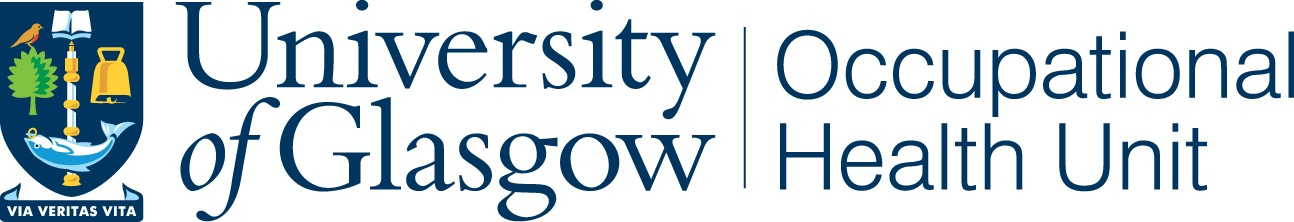 University
of Glasgow
Occupational
Health Unit
VIA VERITAS VITA